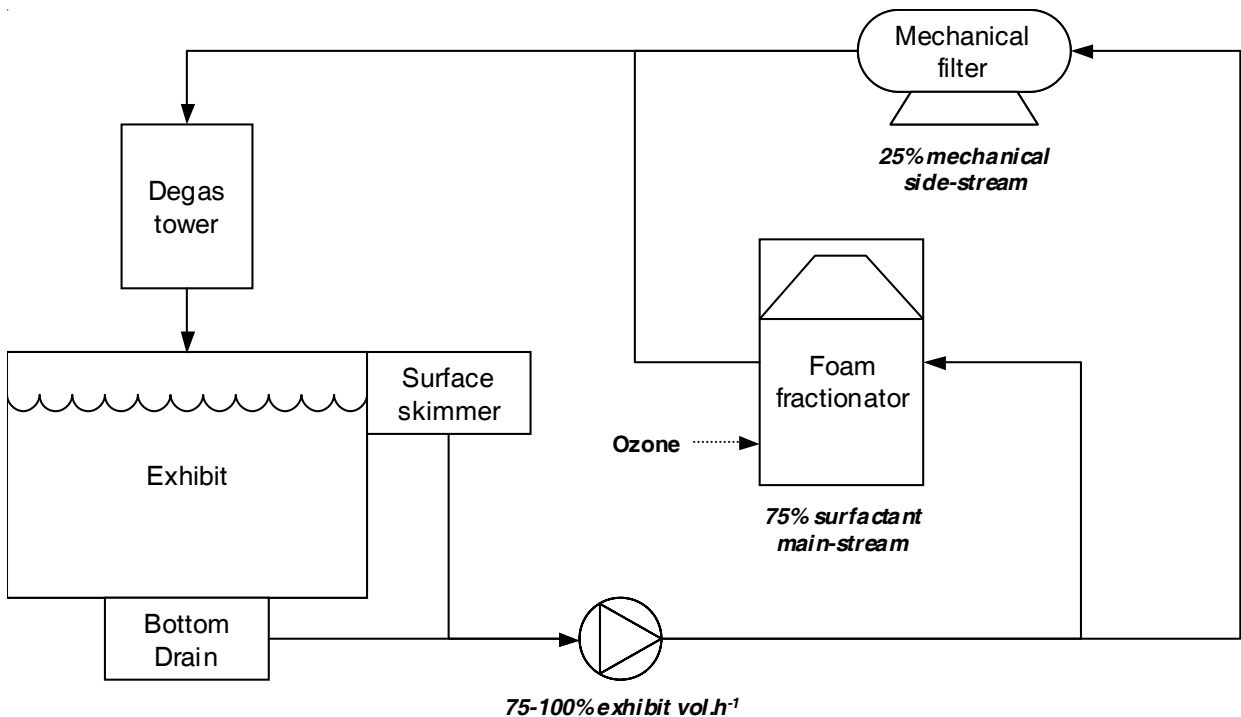 Mechanical
filter
25% mechanical
side-stream
Degas
tower
Surface
skimmer
Foam
fractionator
Exhibit
Ozone
75% surfactant
main-stream
Bottom
Drain
75-100% exhibit vol.h⁻¹